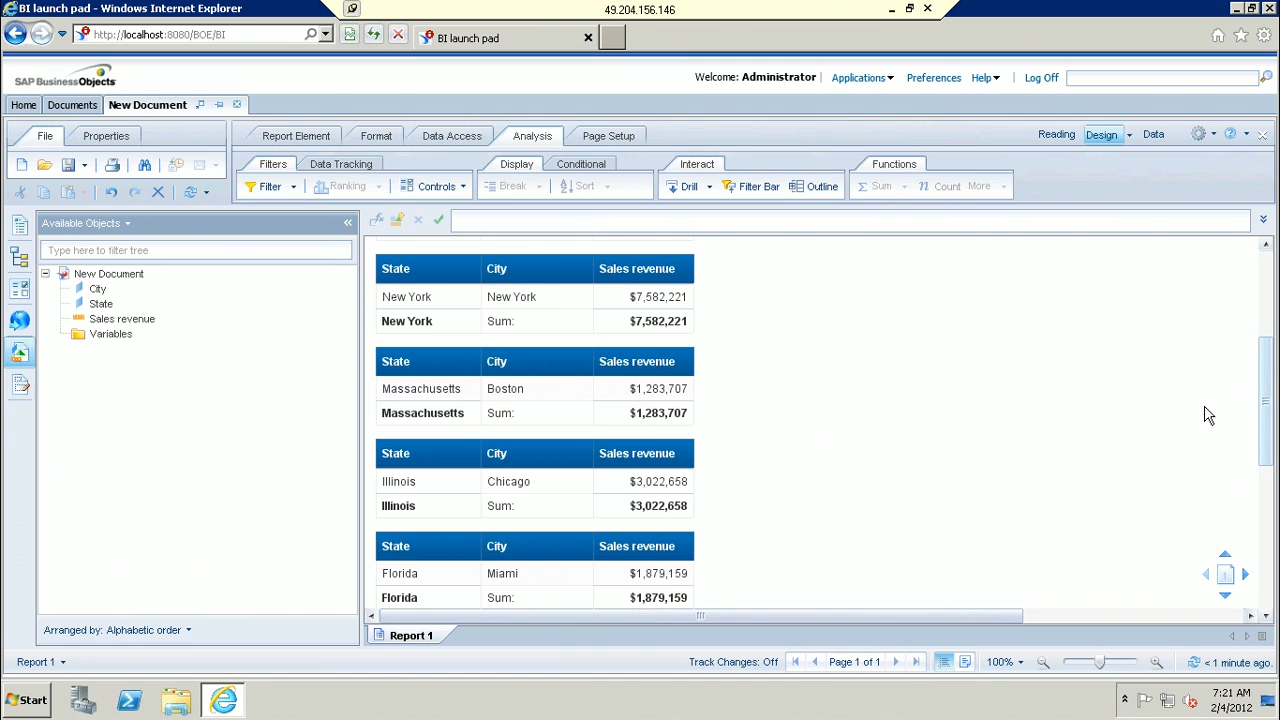 BI launch pad - Windows Internet Explorer
49.204.156.146
http://localhost:8080/BOE/BI
BI launch pad
SAP BusinessObjects
Welcome: Administrator
Applications
Preferences
Help
Log Off
Home
Documents
New Document
File
Properties
Report Element
Format
Data Access
Analysis
Page Setup
Reading
Design
Data
Filters
Data Tracking
Display
Conditional
Interact
Functions
Filter
Ranking
Controls
Break
Sort
Drill
Filter Bar
Outline
Sum
Count
More
Available Objects
Type here to filter tree
New Document
City
State
Sales revenue
Variables
Arranged by: Alphabetic order
State City Sales revenue
New York New York $7,582,221
New York Sum: $7,582,221
State City Sales revenue
Massachusetts Boston $1,283,707
Massachusetts Sum: $1,283,707
State City Sales revenue
Illinois Chicago $3,022,658
Illinois Sum: $3,022,658
State City Sales revenue
Florida Miami $1,879,159
Florida Sum: $1,879,159
1
Report 1
Report 1
Track Changes: Off
Page 1 of 1
100%
< 1 minute ago
Start
7:21 AM
2/4/2012